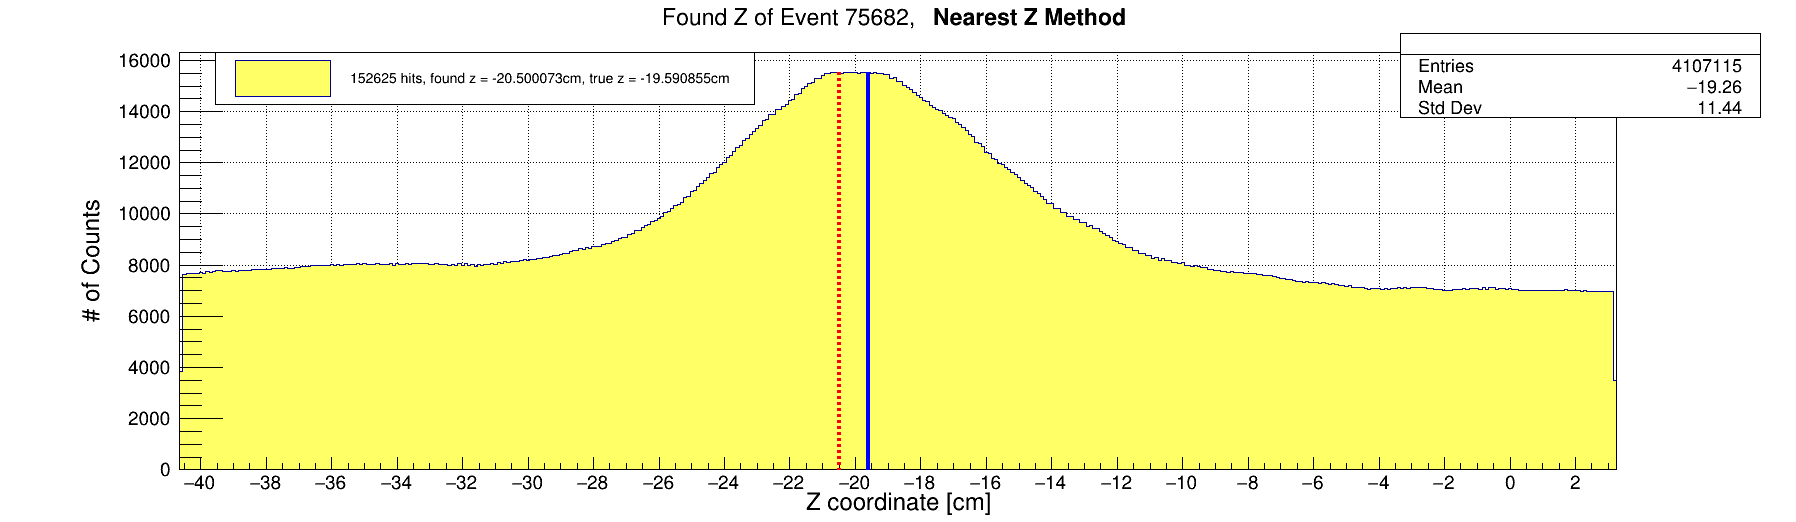 Found Z of Event 75682, Nearest Z Method
152625 hits, found z = -20.500073cm, true z = -19.590855cm
Entries 4107115
Mean −19.26
Std Dev 11.44
# of Counts
16000
14000
12000
10000
8000
6000
4000
2000
0
−40 −38 −36 −34 −32 −30 −28 −26 −24 −22 −20 −18 −16 −14 −12 −10 −8 −6 −4 −2 0 2
Z coordinate [cm]